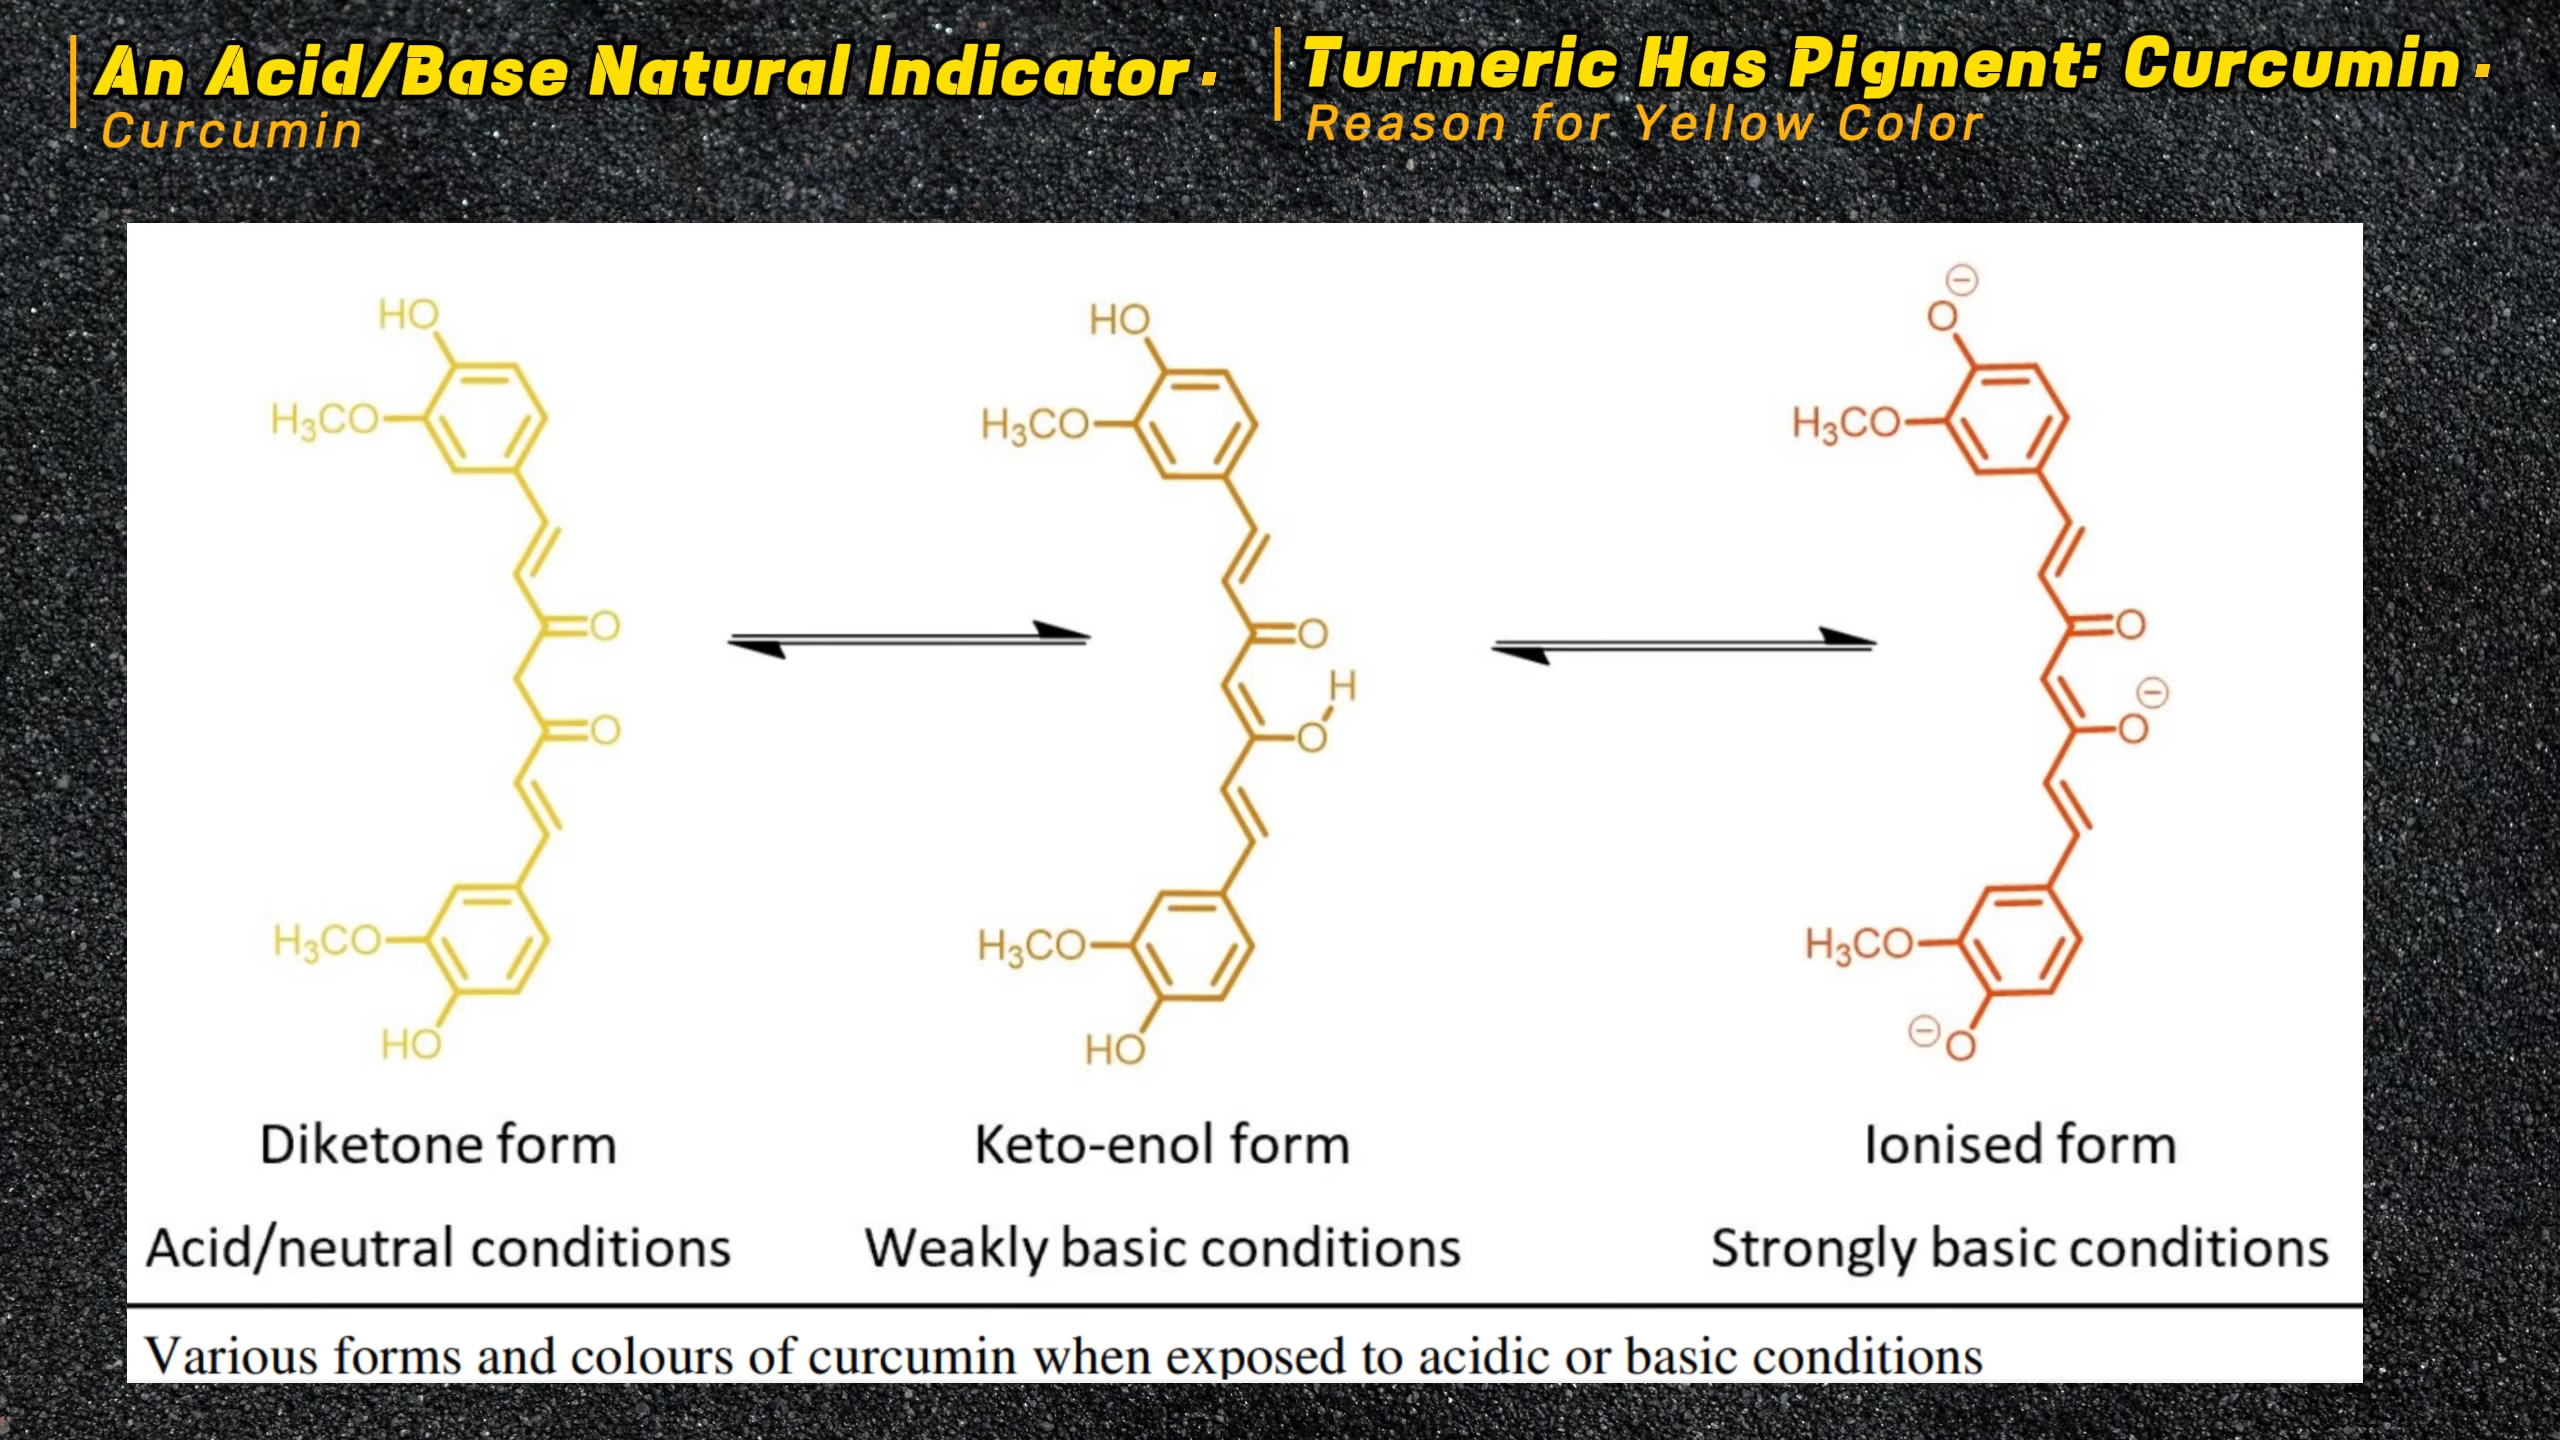 An Acid/Base Natural Indicator
Curcumin
Turmeric Has Pigment: Curcumin
Reason for Yellow Color
HO
H₃CO
O
O
H₃CO
HO
Diketone form
Acid/neutral conditions
HO
H₃CO
O
H
O
H₃CO
HO
Keto-enol form
Weakly basic conditions
⊖
O
H₃CO
O
⊖
O
H₃CO
⊖
O
Ionised form
Strongly basic conditions
Various forms and colours of curcumin when exposed to acidic or basic conditions